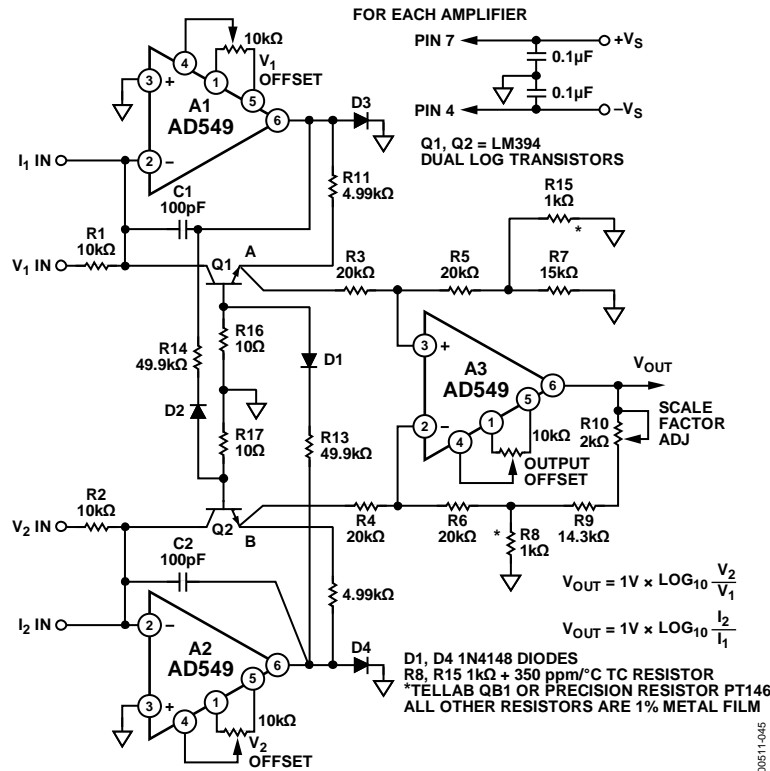 FOR EACH AMPLIFIER
PIN 7
+VS
0.1µF
0.1µF
PIN 4
–VS
Q1, Q2 = LM394
DUAL LOG TRANSISTORS
10kΩ
V1
OFFSET
4
3
+
1
5
A1
AD549
6
D3
I1 IN
2
–
C1
100pF
R11
4.99kΩ
R1
10kΩ
V1 IN
Q1
A
R15
1kΩ
*
R3
20kΩ
R5
20kΩ
R7
15kΩ
R14
49.9kΩ
R16
10Ω
D1
3
+
A3
AD549
6
VOUT
D2
R17
10Ω
R13
49.9kΩ
2
–
5
1
4
10kΩ
OUTPUT
OFFSET
R10
2kΩ
SCALE
FACTOR
ADJ
R2
10kΩ
V2 IN
Q2
B
R4
20kΩ
R6
20kΩ
* R8
1kΩ
R9
14.3kΩ
C2
100pF
4.99kΩ
VOUT = 1V × LOG10 V2/V1
VOUT = 1V × LOG10 I2/I1
I2 IN
2
–
A2
AD549
6
D4
5
1
3
+
4
10kΩ
V2
OFFSET
D1, D4 1N4148 DIODES
R8, R15 1kΩ + 350 ppm/°C TC RESISTOR
*TELLAB QB1 OR PRECISION RESISTOR PT146
ALL OTHER RESISTORS ARE 1% METAL FILM
00511-045